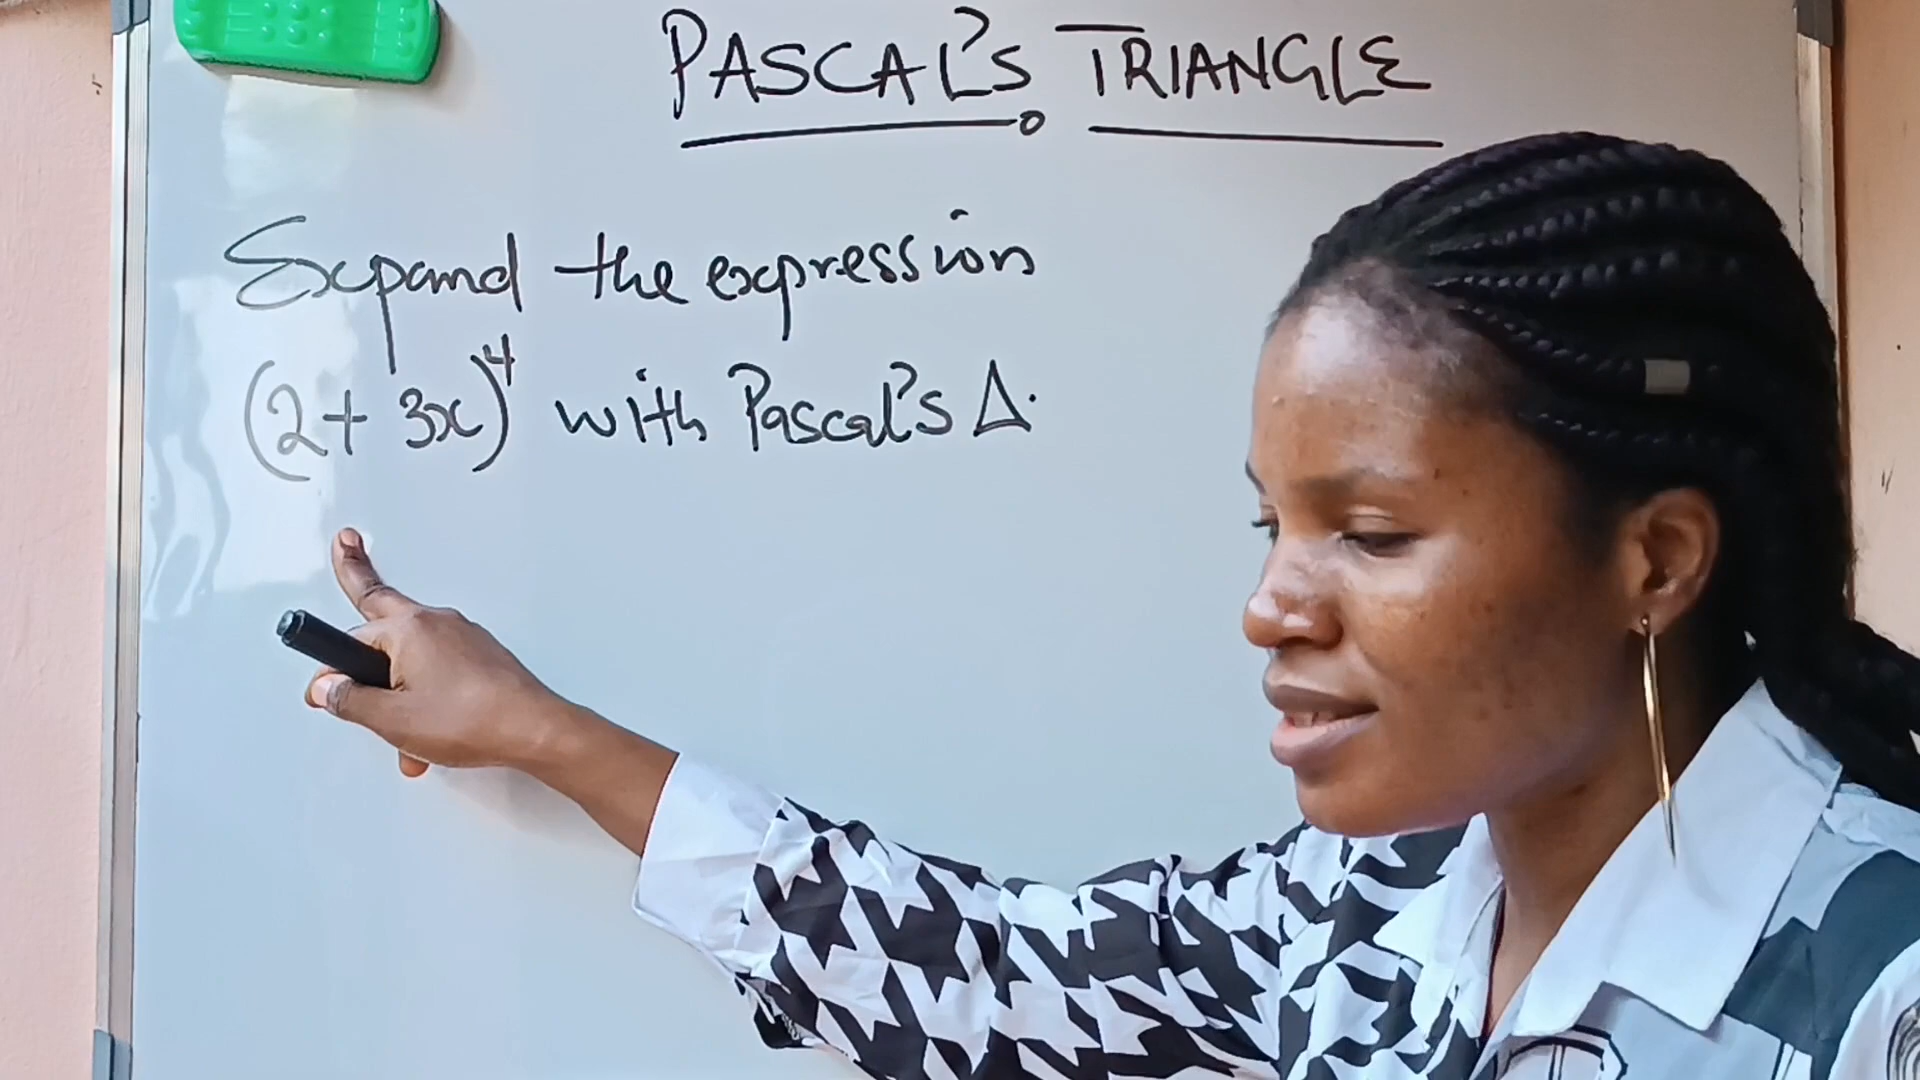 PASCAL'S TRIANGLE
Expand the expression
(2 + 3x)⁴ with Pascal's Δ.